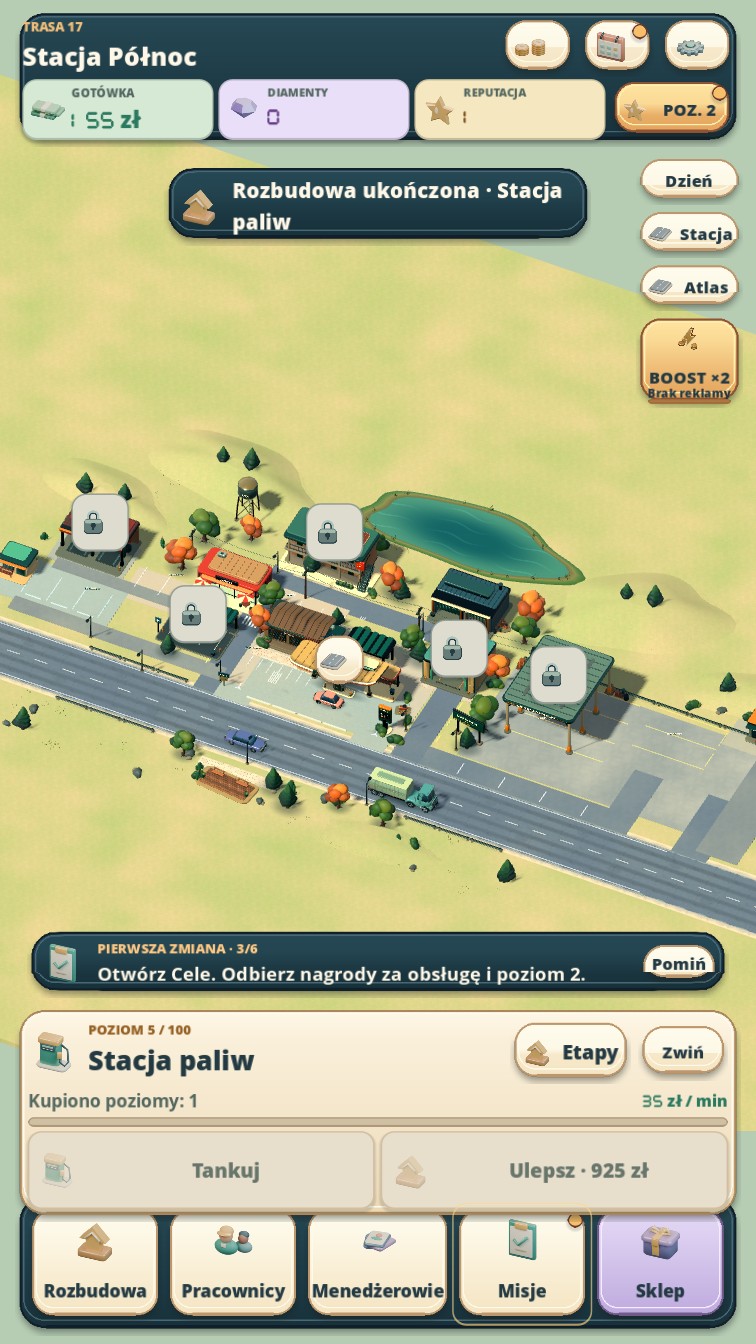 TRASA 17
Stacja Północ
GOTÓWKA
155 zł
DIAMENTY
0
REPUTACJA
1
POZ. 2
Rozbudowa ukończona · Stacja
paliw
Dzień
Stacja
Atlas
BOOST ×2
Brak reklamy
PIERWSZA ZMIANA · 3/6
Otwórz Cele. Odbierz nagrody za obsługę i poziom 2.
Pomiń
POZIOM 5 / 100
Stacja paliw
Etapy
Zwiń
Kupiono poziomy: 1
35 zł / min
Tankuj
Ulepsz · 925 zł
Rozbudowa
Pracownicy
Menedżerowie
Misje
Sklep